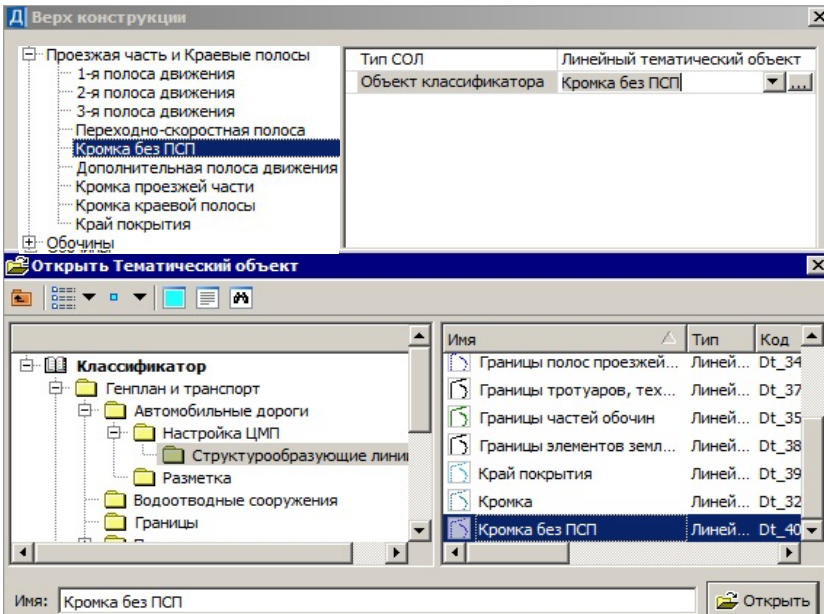 Верх конструкции
Проезжая часть и Краевые полосы
1-я полоса движения
2-я полоса движения
3-я полоса движения
Переходно-скоростная полоса
Кромка без ПСП
Дополнительная полоса движения
Кромка проезжей части
Кромка краевой полосы
Край покрытия
Обочины
Тип СОЛ Линейный тематический объект
Объект классификатора Кромка без ПСП ...
Открыть Тематический объект
Классификатор
Генплан и транспорт
Автомобильные дороги
Настройка ЦМП
Структурообразующие лини
Разметка
Водоотводные сооружения
Границы
Имя Тип Код
Границы полос проезжей... Линей... Dt_34
Границы тротуаров, тех... Линей... Dt_37
Границы частей обочин Линей... Dt_35
Границы элементов земл... Линей... Dt_38
Край покрытия Линей... Dt_39
Кромка Линей... Dt_32
Кромка без ПСП Линей... Dt_40
Имя: Кромка без ПСП Открыть